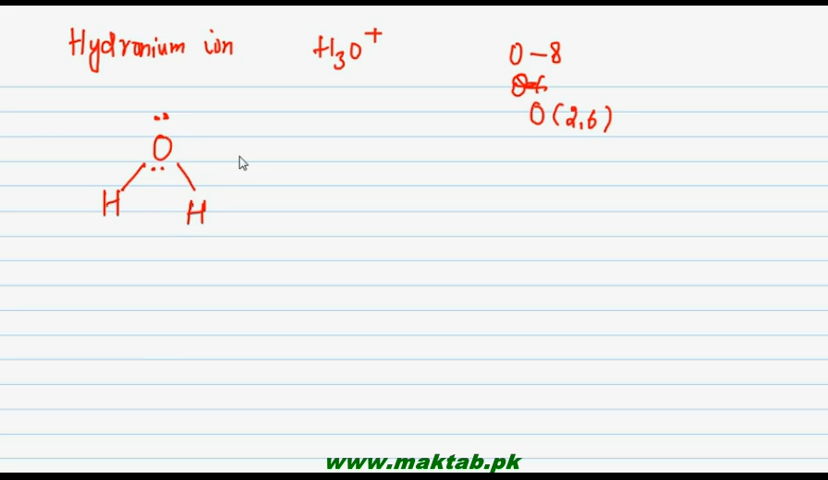 Hydronium ion H₃O⁺
O – 8
O (2,6)
O
H H
www.maktab.pk